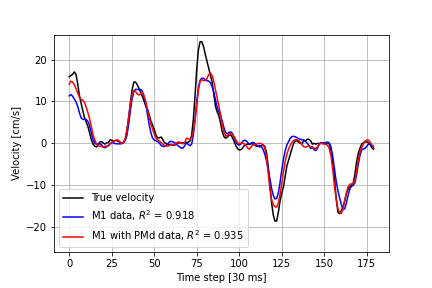 20
10
0
−10
−20
Velocity [cm/s]
True velocity
M1 data, R² = 0.918
M1 with PMd data, R² = 0.935
0 25 50 75 100 125 150 175
Time step [30 ms]